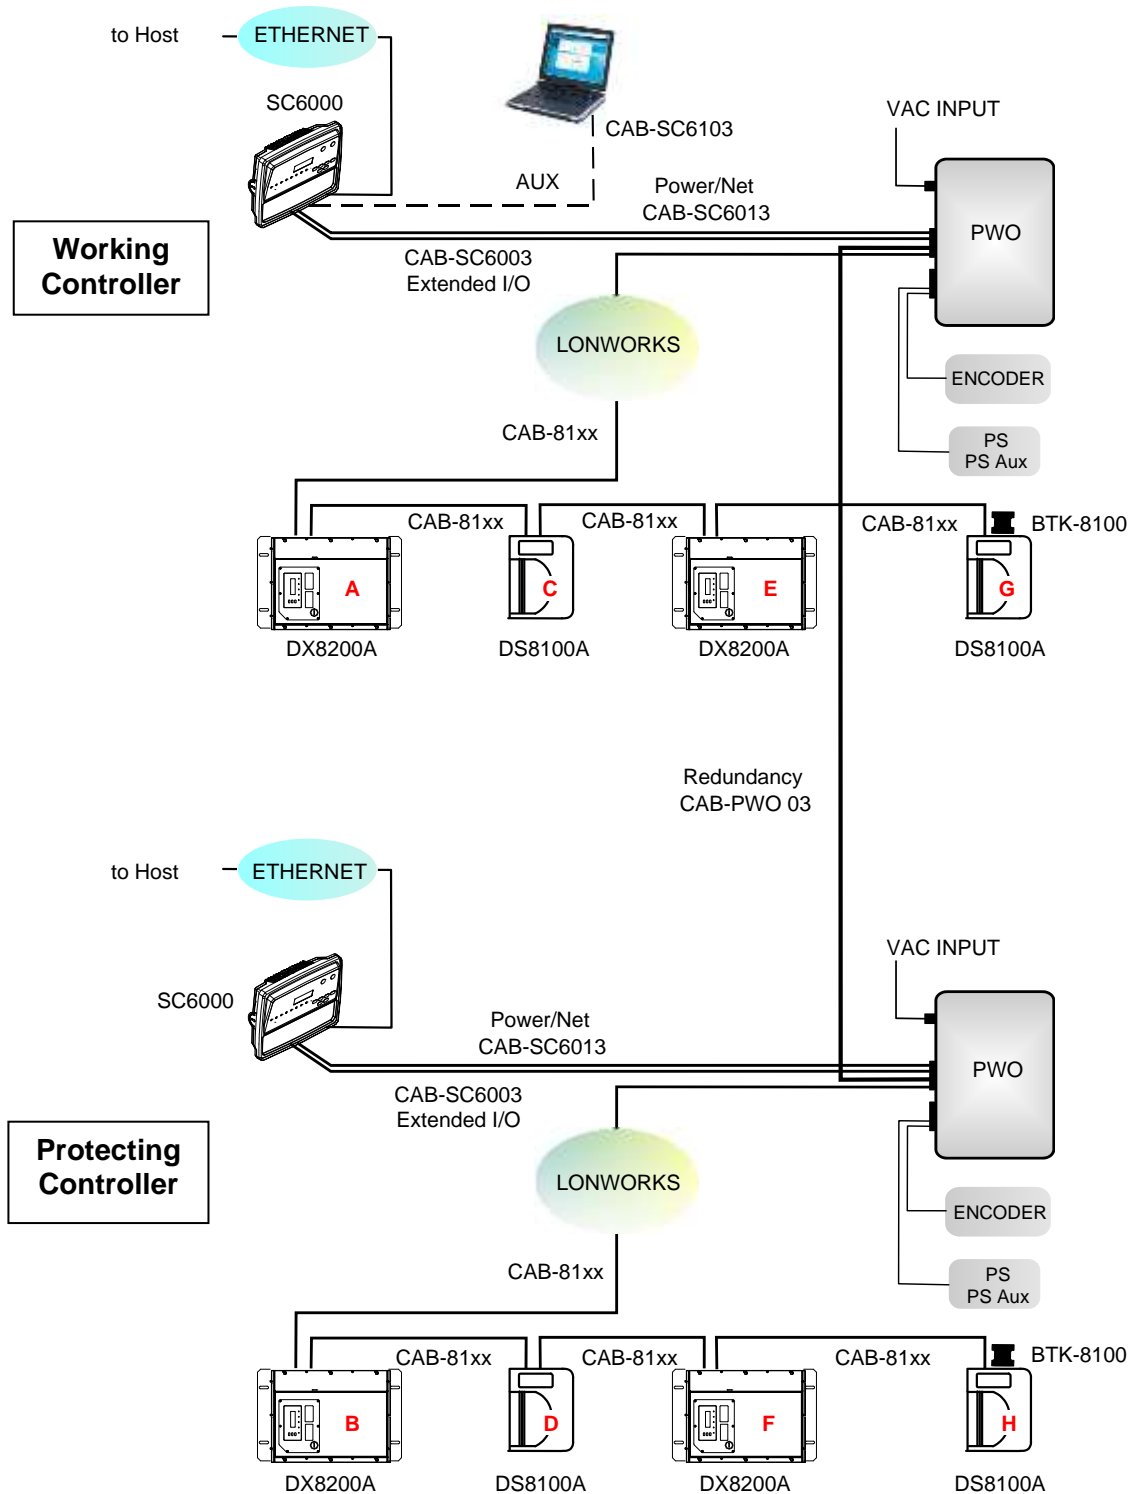 to Host
ETHERNET
SC6000
CAB-SC6103
VAC INPUT
AUX
Power/Net
CAB-SC6013
PWO
Working
Controller
CAB-SC6003
Extended I/O
LONWORKS
ENCODER
CAB-81xx
PS
PS Aux
CAB-81xx
CAB-81xx
CAB-81xx
BTK-8100
A
C
E
G
DX8200A
DS8100A
DX8200A
DS8100A
Redundancy
CAB-PWO 03
to Host
ETHERNET
VAC INPUT
SC6000
Power/Net
CAB-SC6013
PWO
CAB-SC6003
Extended I/O
Protecting
Controller
LONWORKS
ENCODER
CAB-81xx
PS
PS Aux
CAB-81xx
CAB-81xx
CAB-81xx
BTK-8100
B
D
F
H
DX8200A
DS8100A
DX8200A
DS8100A